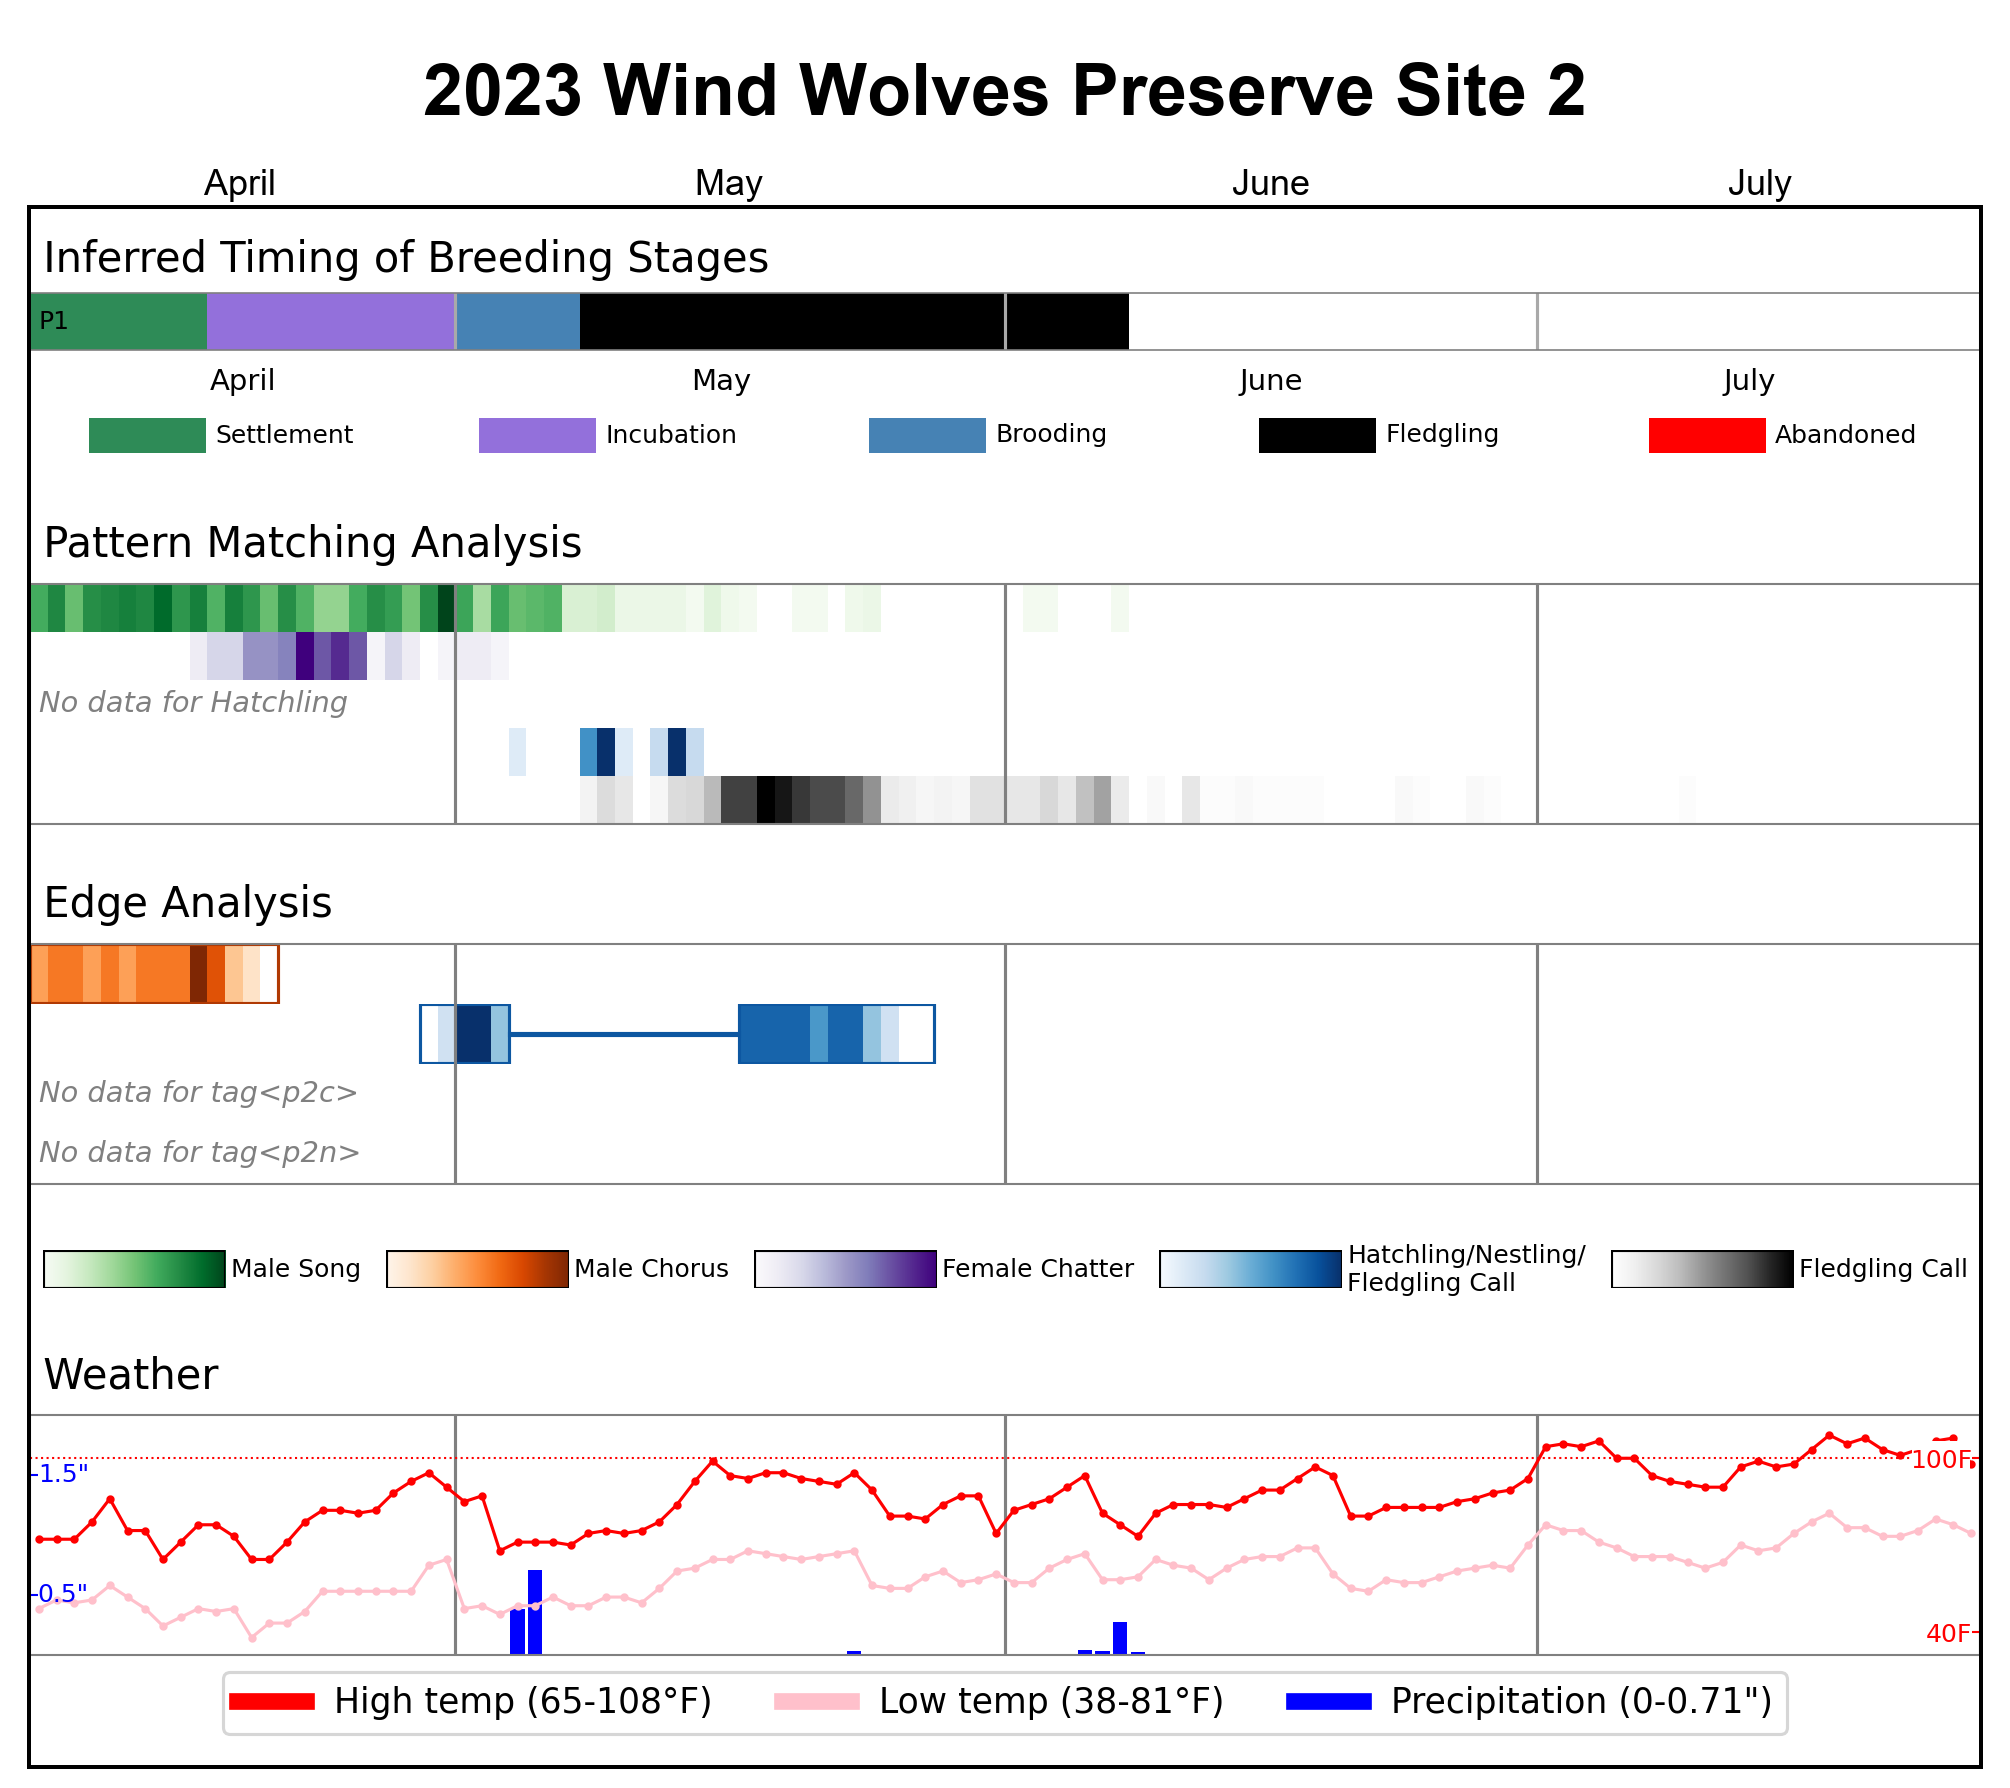 2023 Wind Wolves Preserve Site 2
April May June July
Inferred Timing of Breeding Stages
P1
April May June July
Settlement Incubation Brooding Fledgling Abandoned
Pattern Matching Analysis
No data for Hatchling
Edge Analysis
No data for tag<p2c>
No data for tag<p2n>
Male Song Male Chorus Female Chatter Hatchling/Nestling/
Fledgling Call Fledgling Call
Weather
1.5" 100F
0.5"
40F
High temp (65-108°F) Low temp (38-81°F) Precipitation (0-0.71")